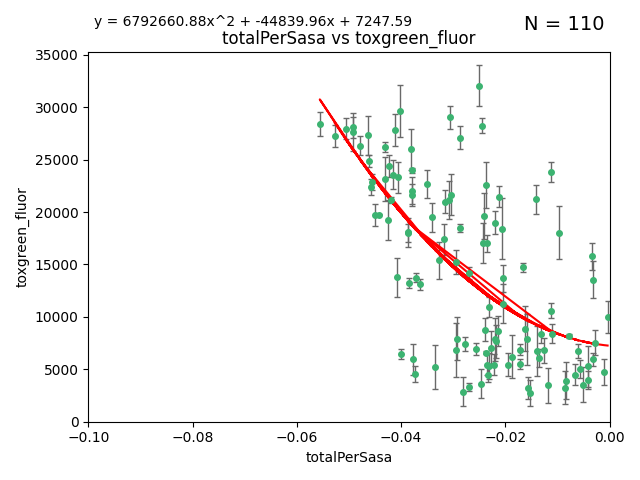 y = 6792660.88x^2 + -44839.96x + 7247.59
N = 110
totalPerSasa vs toxgreen_fluor
35000
30000
25000
20000
15000
10000
5000
0
toxgreen_fluor
−0.10 −0.08 −0.06 −0.04 −0.02 0.00
totalPerSasa